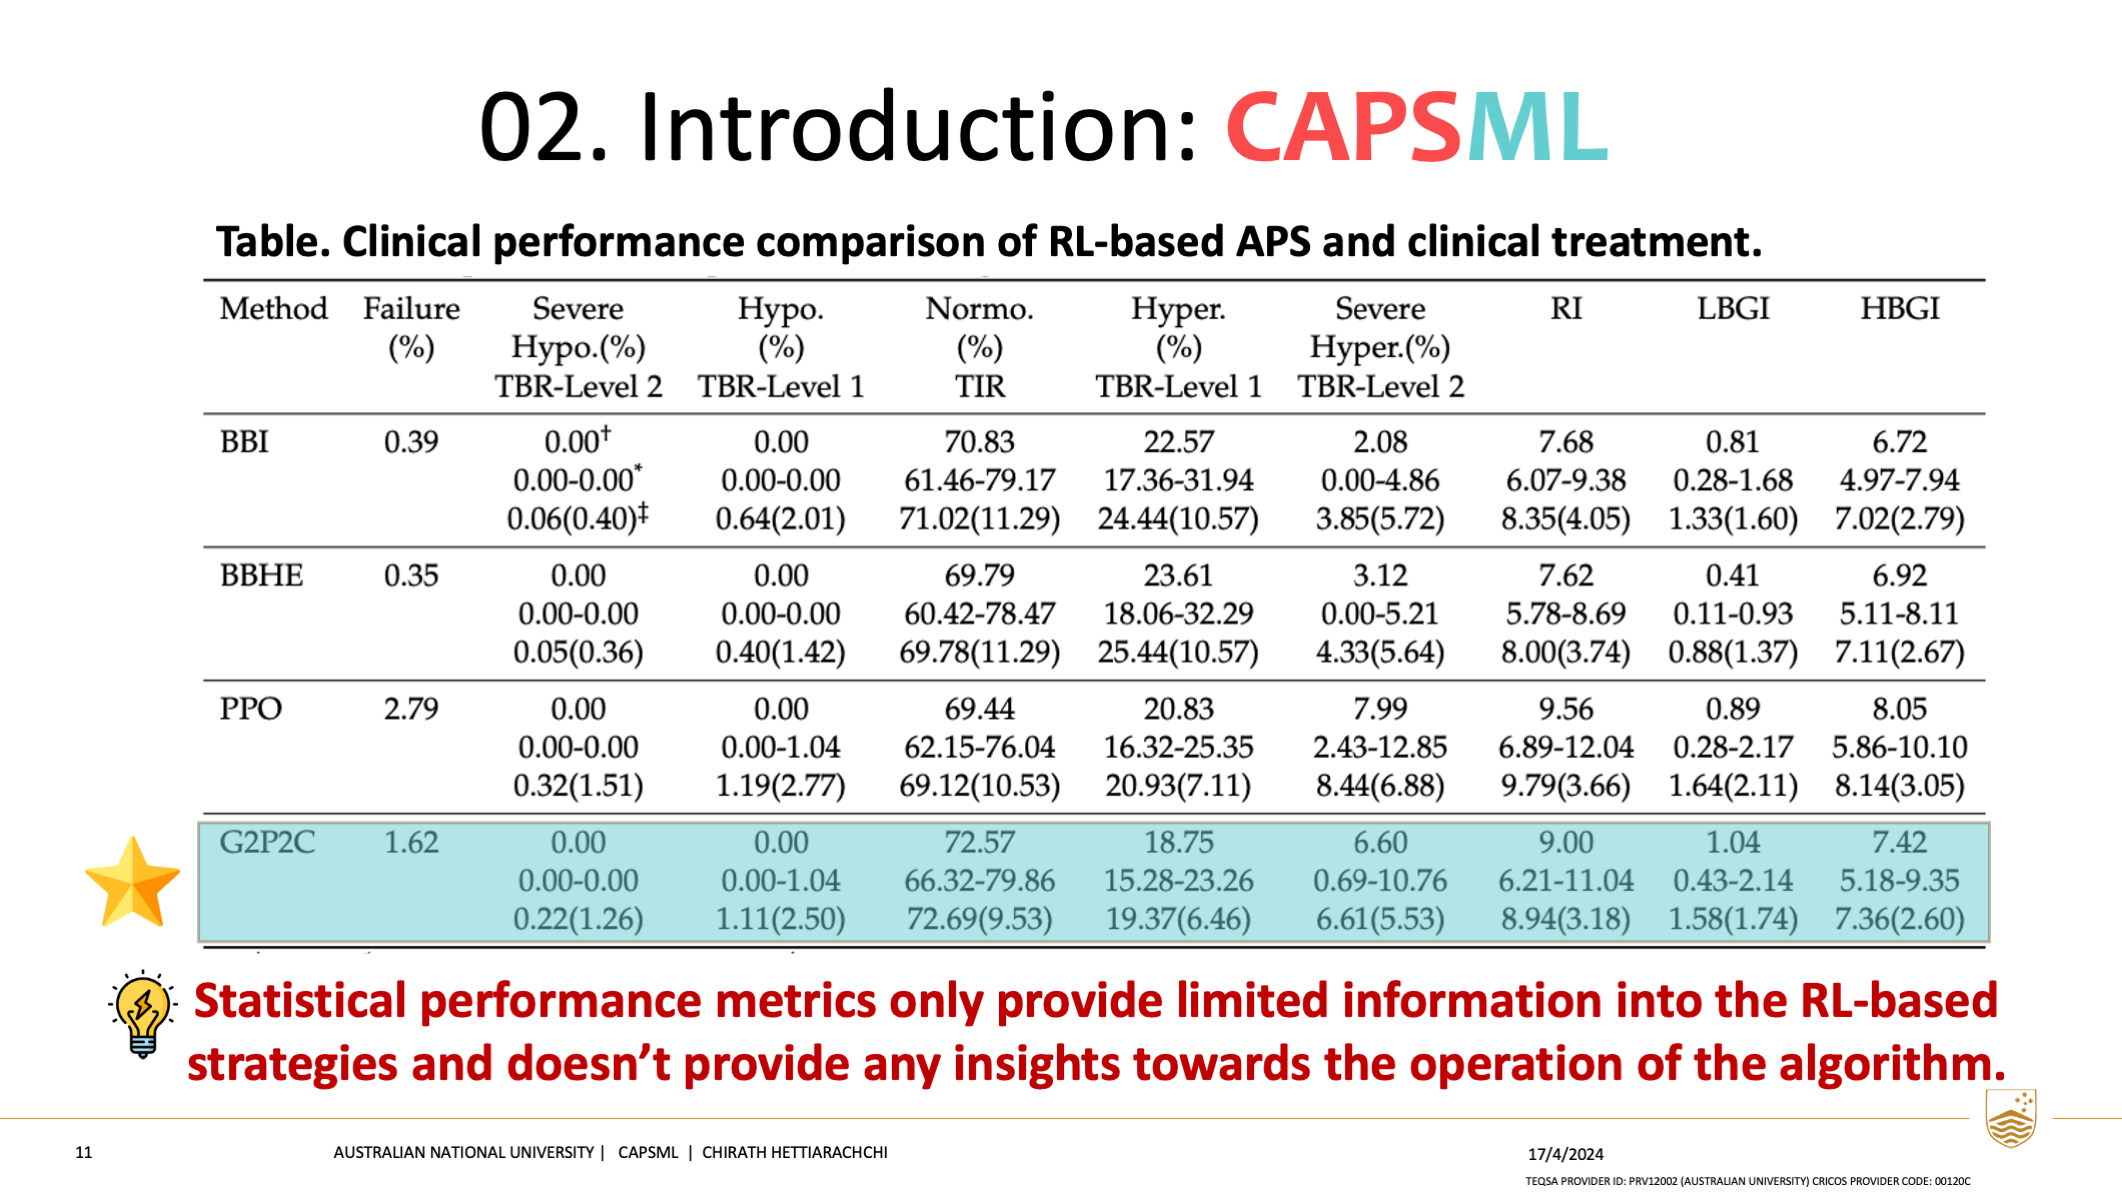 02. Introduction: CAPSML
Table. Clinical performance comparison of RL-based APS and clinical treatment.
Method Failure Severe Hypo. Normo. Hyper. Severe RI LBGI HBGI
(%) Hypo.(%) (%) (%) (%) Hyper.(%)
TBR-Level 2 TBR-Level 1 TIR TBR-Level 1 TBR-Level 2
BBI 0.39 0.00† 0.00 70.83 22.57 2.08 7.68 0.81 6.72
0.00-0.00* 0.00-0.00 61.46-79.17 17.36-31.94 0.00-4.86 6.07-9.38 0.28-1.68 4.97-7.94
0.06(0.40)‡ 0.64(2.01) 71.02(11.29) 24.44(10.57) 3.85(5.72) 8.35(4.05) 1.33(1.60) 7.02(2.79)
BBHE 0.35 0.00 0.00 69.79 23.61 3.12 7.62 0.41 6.92
0.00-0.00 0.00-0.00 60.42-78.47 18.06-32.29 0.00-5.21 5.78-8.69 0.11-0.93 5.11-8.11
0.05(0.36) 0.40(1.42) 69.78(11.29) 25.44(10.57) 4.33(5.64) 8.00(3.74) 0.88(1.37) 7.11(2.67)
PPO 2.79 0.00 0.00 69.44 20.83 7.99 9.56 0.89 8.05
0.00-0.00 0.00-1.04 62.15-76.04 16.32-25.35 2.43-12.85 6.89-12.04 0.28-2.17 5.86-10.10
0.32(1.51) 1.19(2.77) 69.12(10.53) 20.93(7.11) 8.44(6.88) 9.79(3.66) 1.64(2.11) 8.14(3.05)
G2P2C 1.62 0.00 0.00 72.57 18.75 6.60 9.00 1.04 7.42
0.00-0.00 0.00-1.04 66.32-79.86 15.28-23.26 0.69-10.76 6.21-11.04 0.43-2.14 5.18-9.35
0.22(1.26) 1.11(2.50) 72.69(9.53) 19.37(6.46) 6.61(5.53) 8.94(3.18) 1.58(1.74) 7.36(2.60)
Statistical performance metrics only provide limited information into the RL-based
strategies and doesn’t provide any insights towards the operation of the algorithm.
11 AUSTRALIAN NATIONAL UNIVERSITY | CAPSML | CHIRATH HETTIARACHCHI 17/4/2024
TEQSA PROVIDER ID: PRV12002 (AUSTRALIAN UNIVERSITY) CRICOS PROVIDER CODE: 00120C